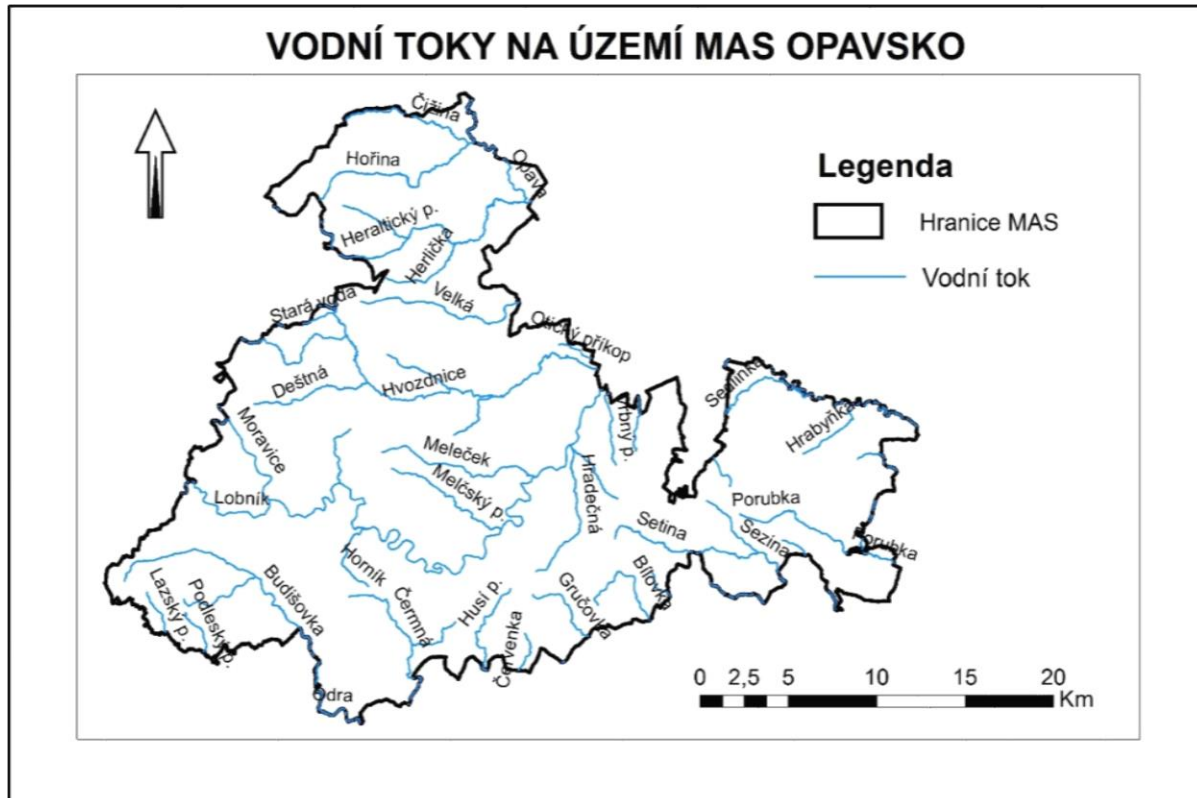 VODNÍ TOKY NA ÚZEMÍ MAS OPAVSKO
Čižina
Hořina
Opava
Legenda
Hranice MAS
Vodní tok
Heraltický p.
Herlička
Velká
Stará voda
Otický příkop
Deštná
Hvozdnice
Sedlinka
Hrabyňka
Vrbný p.
Moravice
Meleček
Melčský p.
Hradečná
Lobník
Porubka
Setina
Sezina
Porubka
Horník
Bílovka
Lazský p.
Podleský p.
Budišovka
Čermná
Husí p.
Gručovka
Červenka
Odra
0 2,5 5 10 15 20
Km